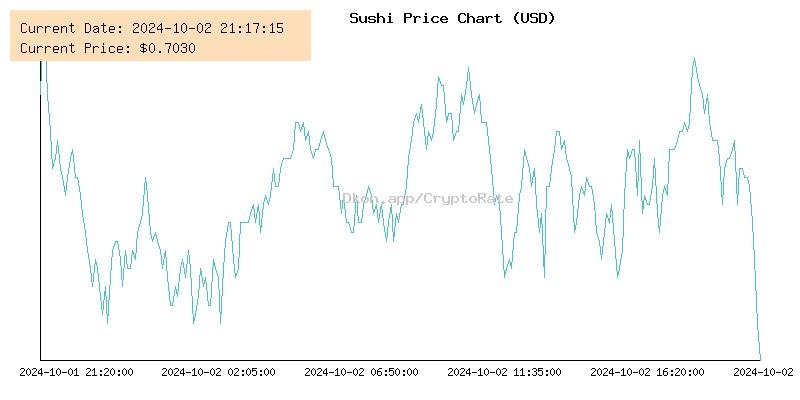 Sushi Price Chart (USD)
Current Date: 2024-10-02 21:17:15
Current Price: $0.7030
Dkon.app/CryptoRate
2024-10-01 21:20:00 2024-10-02 02:05:00 2024-10-02 06:50:00 2024-10-02 11:35:00 2024-10-02 16:20:00 2024-10-02